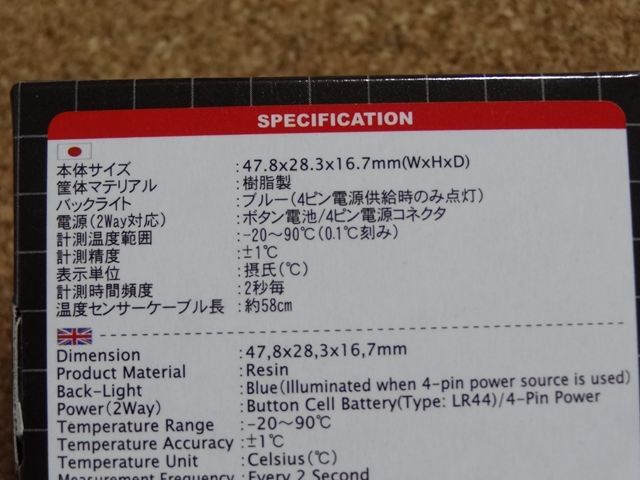 SPECIFICATION
本体サイズ :47.8x28.3x16.7mm(WxHxD)
筐体マテリアル :樹脂製
バックライト :ブルー(4ピン電源供給時のみ点灯)
電源(2Way対応) :ボタン電池/4ピン電源コネクタ
計測温度範囲 :-20～90℃(0.1℃刻み)
計測精度 :±1℃
表示単位 :摂氏(℃)
計測時間頻度 :2秒毎
温度センサーケーブル長 :約58cm
Dimension :47,8x28,3x16,7mm
Product Material :Resin
Back-Light :Blue(Illuminated when 4-pin power source is used)
Power(2Way) :Button Cell Battery(Type: LR44)/4-Pin Power
Temperature Range :-20～90℃
Temperature Accuracy :±1℃
Temperature Unit :Celsius(℃)
Measurement Frequency :Every 2 Second